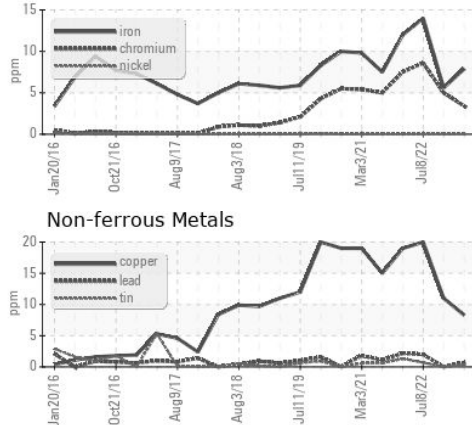 15
10
5
0
ppm
iron
chromium
nickel
Jan20/16
Oct21/16
Aug9/17
Aug3/18
Jul11/19
Mar3/21
Jul8/22
Non-ferrous Metals
20
15
10
5
0
ppm
copper
lead
tin
Jan20/16
Oct21/16
Aug9/17
Aug3/18
Jul11/19
Mar3/21
Jul8/22